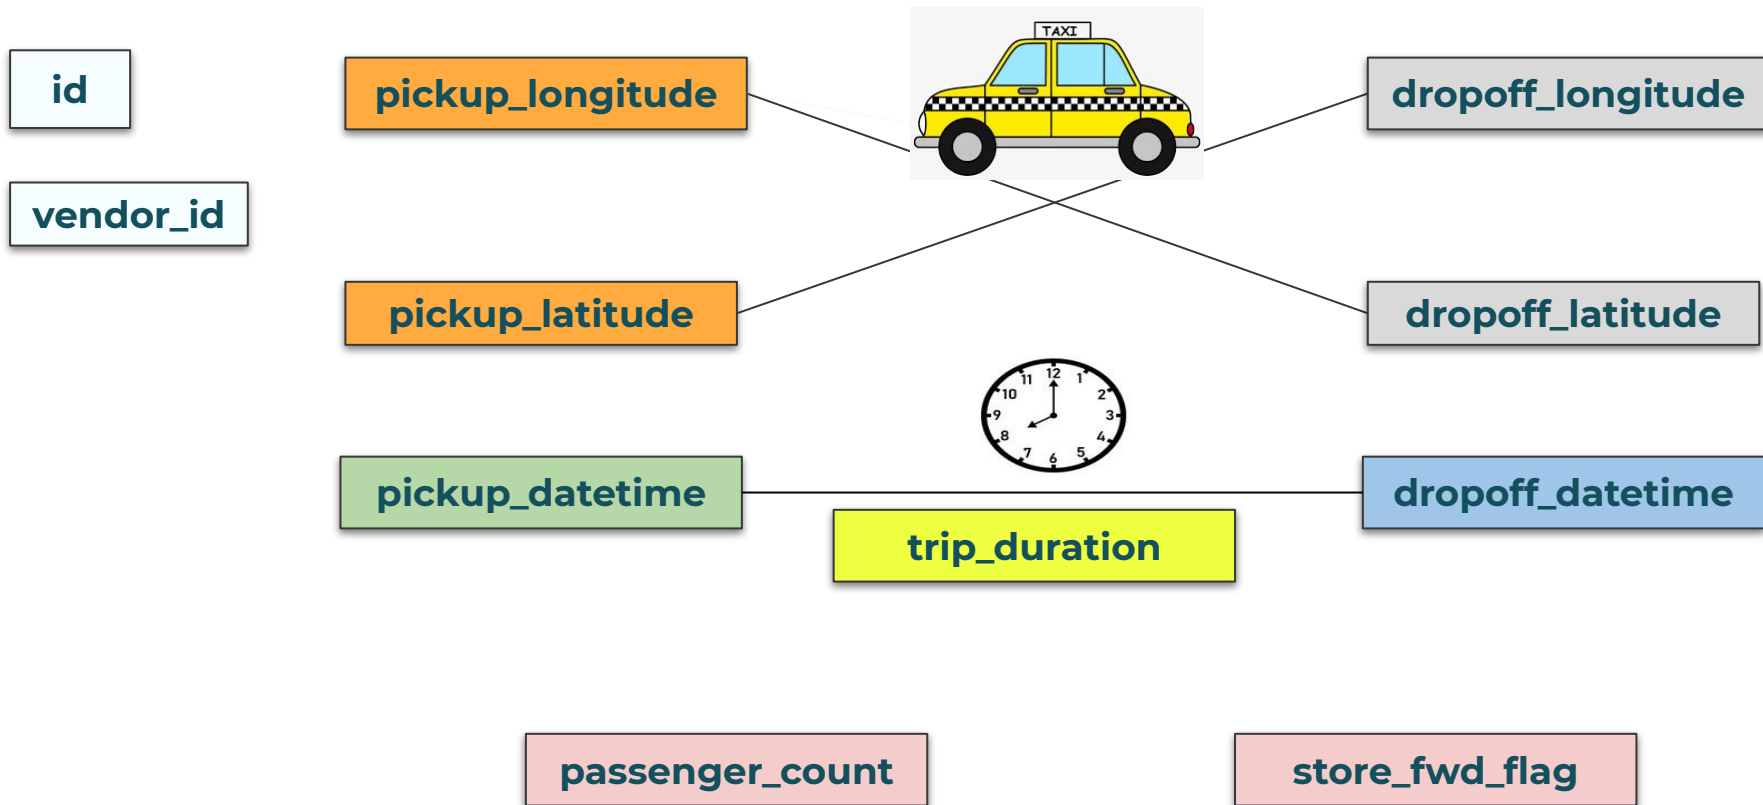 TAXI
id
pickup_longitude
dropoff_longitude
vendor_id
pickup_latitude
dropoff_latitude
12
11
1
10
2
9
3
8
4
7
5
6
pickup_datetime
dropoff_datetime
trip_duration
passenger_count
store_fwd_flag